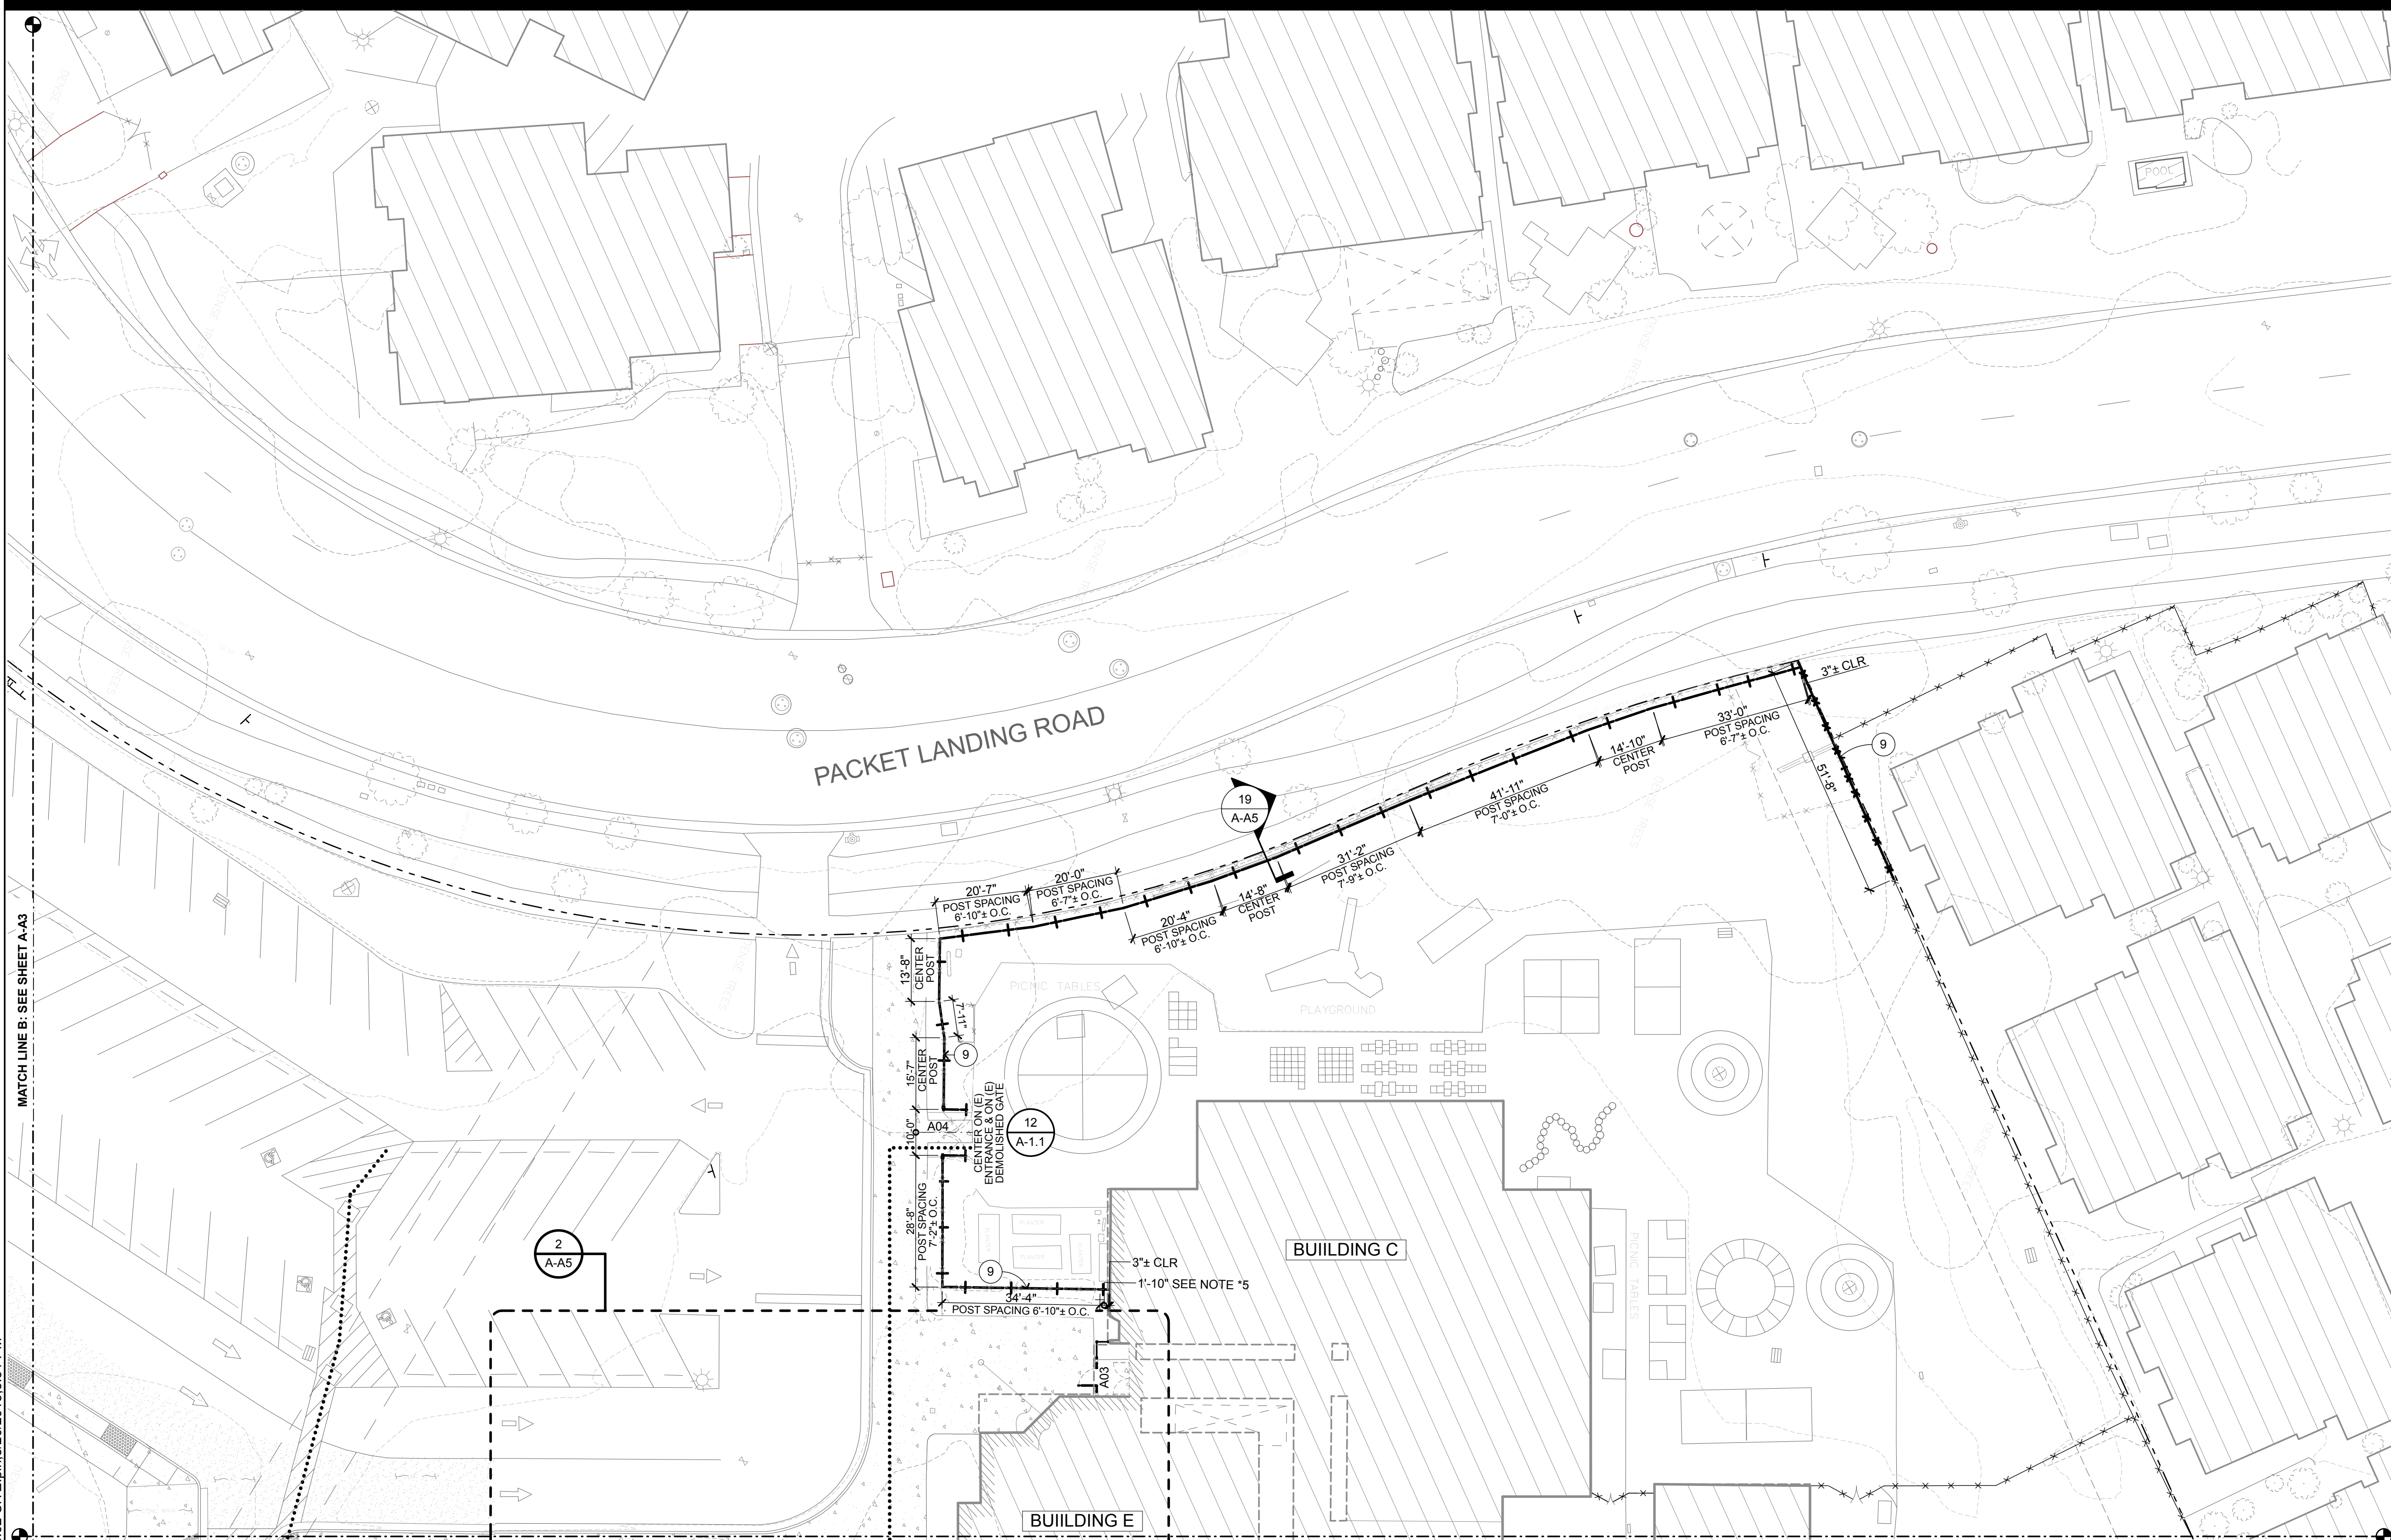 POOL
PACKET LANDING ROAD
3"± CLR
33'-0"
POST SPACING
6'-7"± O.C.
9
14'-10"
CENTER
POST
51'-8"
41'-11"
POST SPACING
7'-0"± O.C.
19
A-A5
31'-2"
POST SPACING
7'-9"± O.C.
20'-7"
POST SPACING
6'-10"± O.C.
20'-0"
POST SPACING
6'-7"± O.C.
14'-8"
CENTER
POST
20'-4"
POST SPACING
6'-10"± O.C.
MATCH LINE B: SEE SHEET A-A3
13'-8"
CENTER
POST
PICNIC TABLES
PLAYGROUND
7'-11"
9
15'-7"
CENTER
POST
CENTER ON (E)
ENTRANCE & ON (E)
DEMOLISHED GATE
12
A-1.1
A04
10'-0"
28'-8"
POST SPACING
7'-2"± O.C.
PLANTER
PLANTER
PLANTER
PLANTER
2
A-A5
9
34'-4"
POST SPACING 6'-10"± O.C.
3"± CLR
1'-10" SEE NOTE *5
BUIILDING C
PICNIC TABLES
A03
BUIILDING E